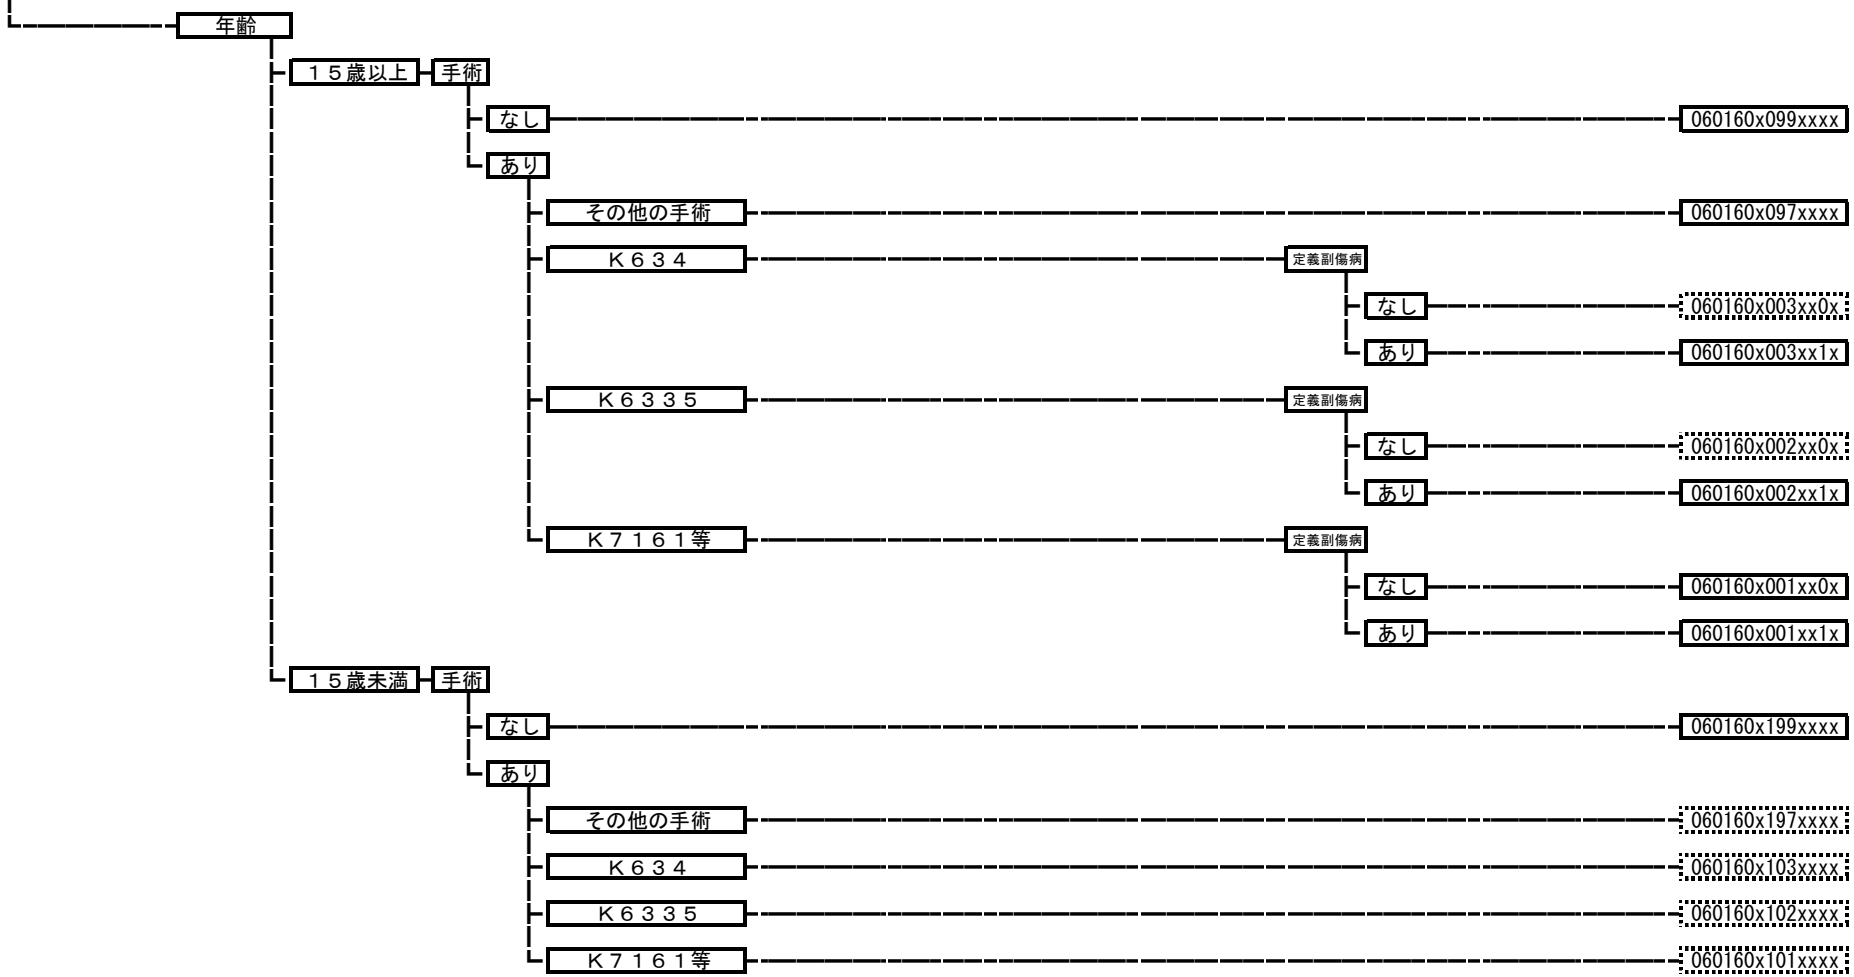 年齢
１５歳以上 手術
なし 060160x099xxxx
あり
その他の手術 060160x097xxxx
Ｋ６３４ 定義副傷病
なし 060160x003xx0x
あり 060160x003xx1x
Ｋ６３３５ 定義副傷病
なし 060160x002xx0x
あり 060160x002xx1x
Ｋ７１６１等 定義副傷病
なし 060160x001xx0x
あり 060160x001xx1x
１５歳未満 手術
なし 060160x199xxxx
あり
その他の手術 060160x197xxxx
Ｋ６３４ 060160x103xxxx
Ｋ６３３５ 060160x102xxxx
Ｋ７１６１等 060160x101xxxx